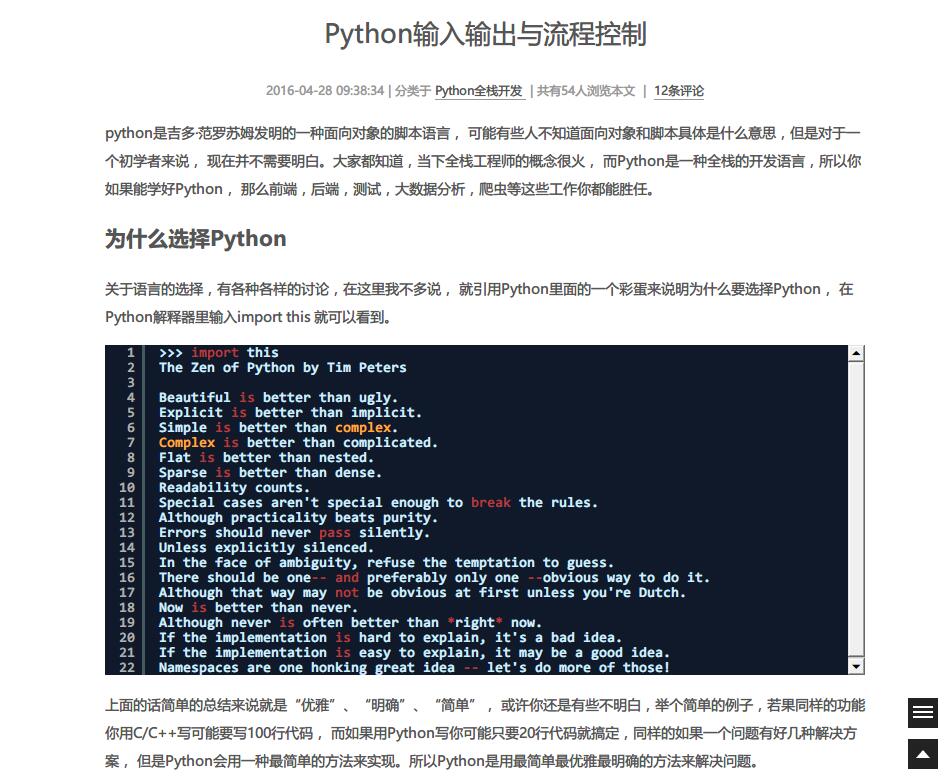 Python输入输出与流程控制
2016-04-28 09:38:34 | 分类于 Python全栈开发 | 共有54人浏览本文 | 12条评论
python是吉多·范罗苏姆发明的一种面向对象的脚本语言， 可能有些人不知道面向对象和脚本具体是什么意思，但是对于一
个初学者来说， 现在并不需要明白。大家都知道，当下全栈工程师的概念很火， 而Python是一种全栈的开发语言，所以你
如果能学好Python， 那么前端，后端，测试，大数据分析，爬虫等这些工作你都能胜任。
为什么选择Python
关于语言的选择，有各种各样的讨论，在这里我不多说， 就引用Python里面的一个彩蛋来说明为什么要选择Python， 在
Python解释器里输入import this 就可以看到。
1 >>> import this
2 The Zen of Python by Tim Peters
3
4 Beautiful is better than ugly.
5 Explicit is better than implicit.
6 Simple is better than complex.
7 Complex is better than complicated.
8 Flat is better than nested.
9 Sparse is better than dense.
10 Readability counts.
11 Special cases aren't special enough to break the rules.
12 Although practicality beats purity.
13 Errors should never pass silently.
14 Unless explicitly silenced.
15 In the face of ambiguity, refuse the temptation to guess.
16 There should be one-- and preferably only one --obvious way to do it.
17 Although that way may not be obvious at first unless you're Dutch.
18 Now is better than never.
19 Although never is often better than *right* now.
20 If the implementation is hard to explain, it's a bad idea.
21 If the implementation is easy to explain, it may be a good idea.
22 Namespaces are one honking great idea -- let's do more of those!
上面的话简单的总结来说就是“优雅”、“明确”、“简单”， 或许你还是有些不明白，举个简单的例子，若果同样的功能
你用C/C++写可能要写100行代码， 而如果用Python写你可能只要20行代码就搞定，同样的如果一个问题有好几种解决方
案， 但是Python会用一种最简单的方法来实现。所以Python是用最简单最优雅最明确的方法来解决问题。